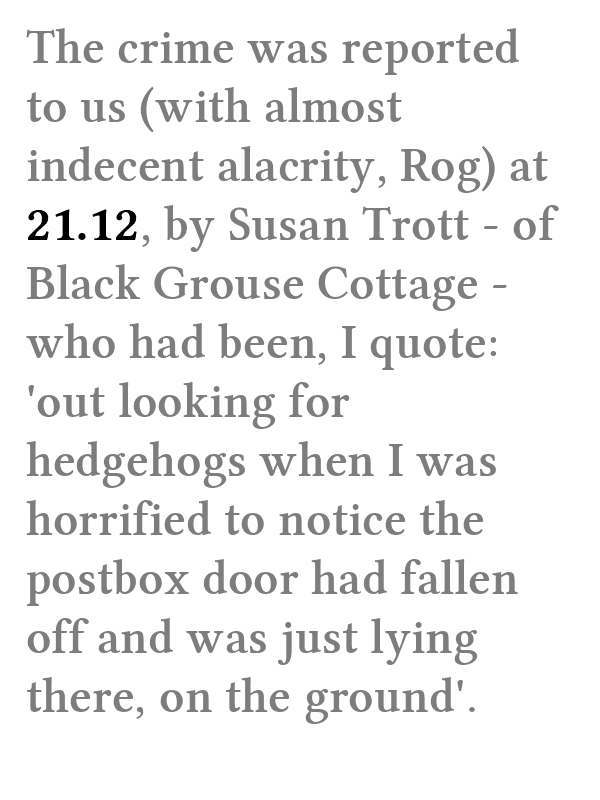 The crime was reported
to us (with almost
indecent alacrity, Rog) at
21.12, by Susan Trott - of
Black Grouse Cottage -
who had been, I quote:
'out looking for
hedgehogs when I was
horrified to notice the
postbox door had fallen
off and was just lying
there, on the ground'.